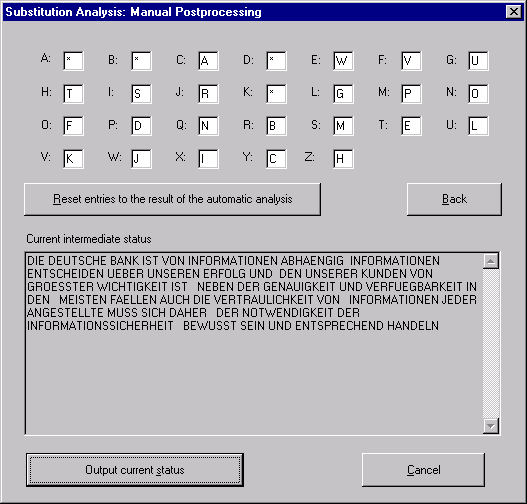 Substitution Analysis: Manual Postprocessing
A: * B: * C: A D: * E: W F: V G: U
H: T I: S J: R K: * L: G M: P N: O
O: F P: D Q: N R: B S: M T: E U: L
V: K W: J X: I Y: C Z: H
Reset entries to the result of the automatic analysis Back
Current intermediate status
DIE DEUTSCHE BANK IST VON INFORMATIONEN ABHAENGIG  INFORMATIONEN
ENTSCHEIDEN UEBER UNSEREN ERFOLG UND  DEN UNSERER KUNDEN VON
GROESSTER WICHTIGKEIT IST   NEBEN DER GENAUIGKEIT UND VERFUEGBARKEIT IN
DEN   MEISTEN FAELLEN AUCH DIE VERTRAULICHKEIT VON   INFORMATIONEN JEDER
ANGESTELLTE MUSS SICH DAHER   DER NOTWENDIGKEIT DER
INFORMATIONSSICHERHEIT   BEWUSST SEIN UND ENTSPRECHEND HANDELN
Output current status Cancel